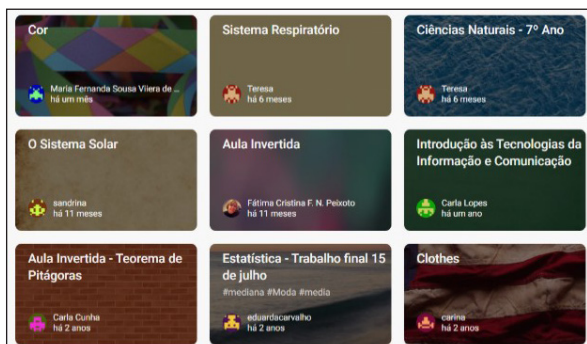 Cor
Maria Fernanda Sousa Viiera de ...
há um mês
Sistema Respiratório
Teresa
há 6 meses
Ciências Naturais - 7º Ano
Teresa
há 6 meses
O Sistema Solar
sandrina
há 11 meses
Aula Invertida
Fátima Cristina F. N. Peixoto
há 11 meses
Introdução às Tecnologias da
Informação e Comunicação
Carla Lopes
há um ano
Aula Invertida - Teorema de
Pitágoras
Carla Cunha
há 2 anos
Estatística - Trabalho final 15
de julho
#mediana #Moda #media
eduardacarvalho
há 2 anos
Clothes
carina
há 2 anos